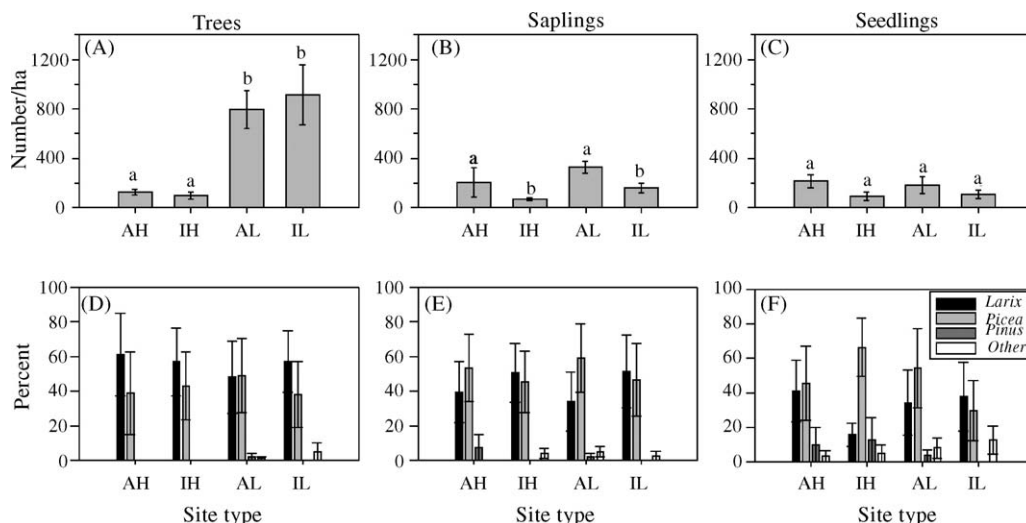 Trees Saplings Seedlings
(A) (B) (C)
1200 1200 1200
b
b
Number/ha
800 800 800
400 400 400
a a a b a b a a a a
0 0 0
AH IH AL IL AH IH AL IL AH IH AL IL
100 100 100
(D) (E) (F)
Larix
Picea
Pinus
Other
80 80 80
60 60 60
Percent
40 40 40
20 20 20
0 0 0
AH IH AL IL AH IH AL IL AH IH AL IL
Site type Site type Site type